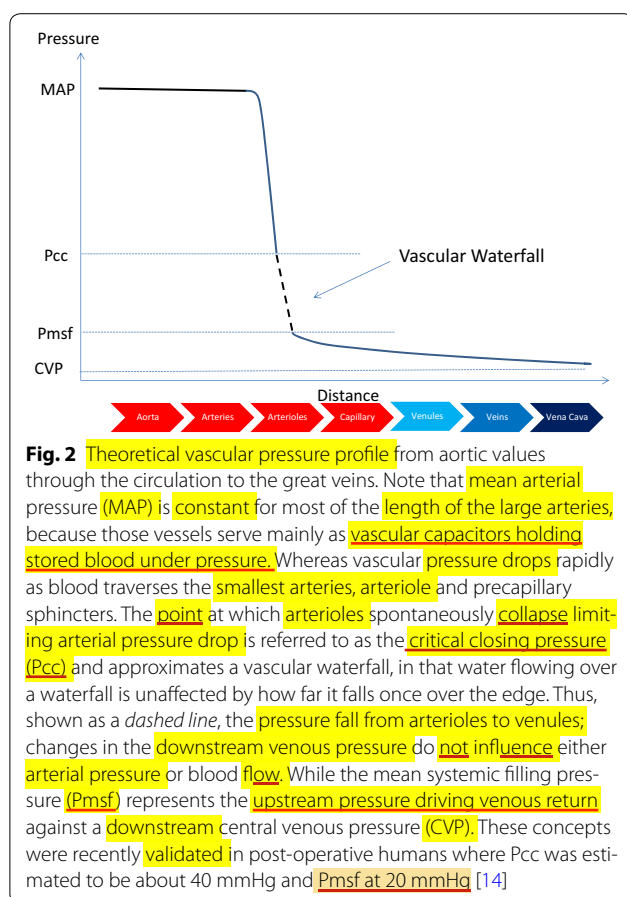 Pressure
MAP
Pcc
Vascular Waterfall
Pmsf
CVP
Distance
Aorta
Arteries
Arterioles
Capillary
Venules
Veins
Vena Cava
Fig. 2 Theoretical vascular pressure profile from aortic values
through the circulation to the great veins. Note that mean arterial
pressure (MAP) is constant for most of the length of the large arteries,
because those vessels serve mainly as vascular capacitors holding
stored blood under pressure. Whereas vascular pressure drops rapidly
as blood traverses the smallest arteries, arteriole and precapillary
sphincters. The point at which arterioles spontaneously collapse limit-
ing arterial pressure drop is referred to as the critical closing pressure
(Pcc) and approximates a vascular waterfall, in that water flowing over
a waterfall is unaffected by how far it falls once over the edge. Thus,
shown as a dashed line, the pressure fall from arterioles to venules;
changes in the downstream venous pressure do not influence either
arterial pressure or blood flow. While the mean systemic filling pres-
sure (Pmsf) represents the upstream pressure driving venous return
against a downstream central venous pressure (CVP). These concepts
were recently validated in post-operative humans where Pcc was esti-
mated to be about 40 mmHg and Pmsf at 20 mmHg [14]